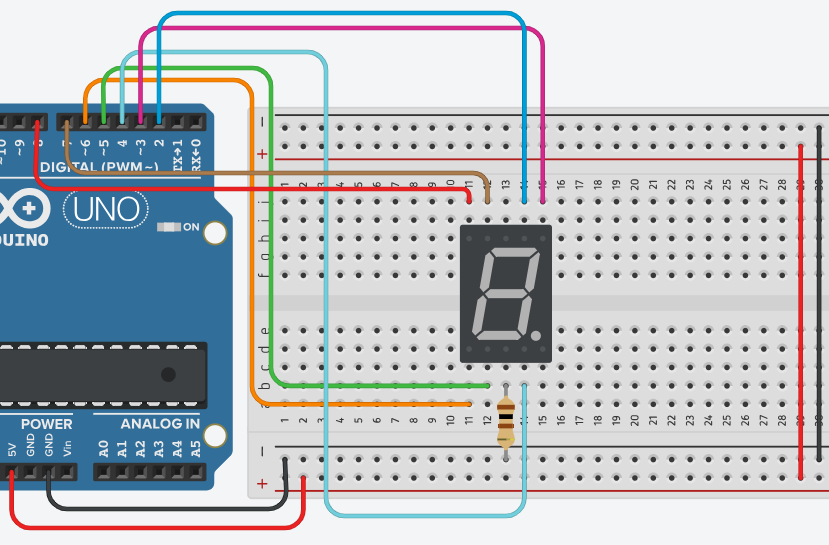 ~10
~9
8
7
~6
~5
4
~3
2
TX→1
RX←0
DIGITAL (PWM~)
UNO
DUINO
ON
POWER
ANALOG IN
5V
GND
GND
Vin
A0
A1
A2
A3
A4
A5
−
+
1 2 3 4 5 6 7 8 9 10 11 12 13 14 15 16 17 18 19 20 21 22 23 24 25 26 27 28 29 30
j
i
h
g
f
e
d
c
b
a
1 2 3 4 5 6 7 8 9 10 11 12 13 14 15 16 17 18 19 20 21 22 23 24 25 26 27 28 29 30
−
+